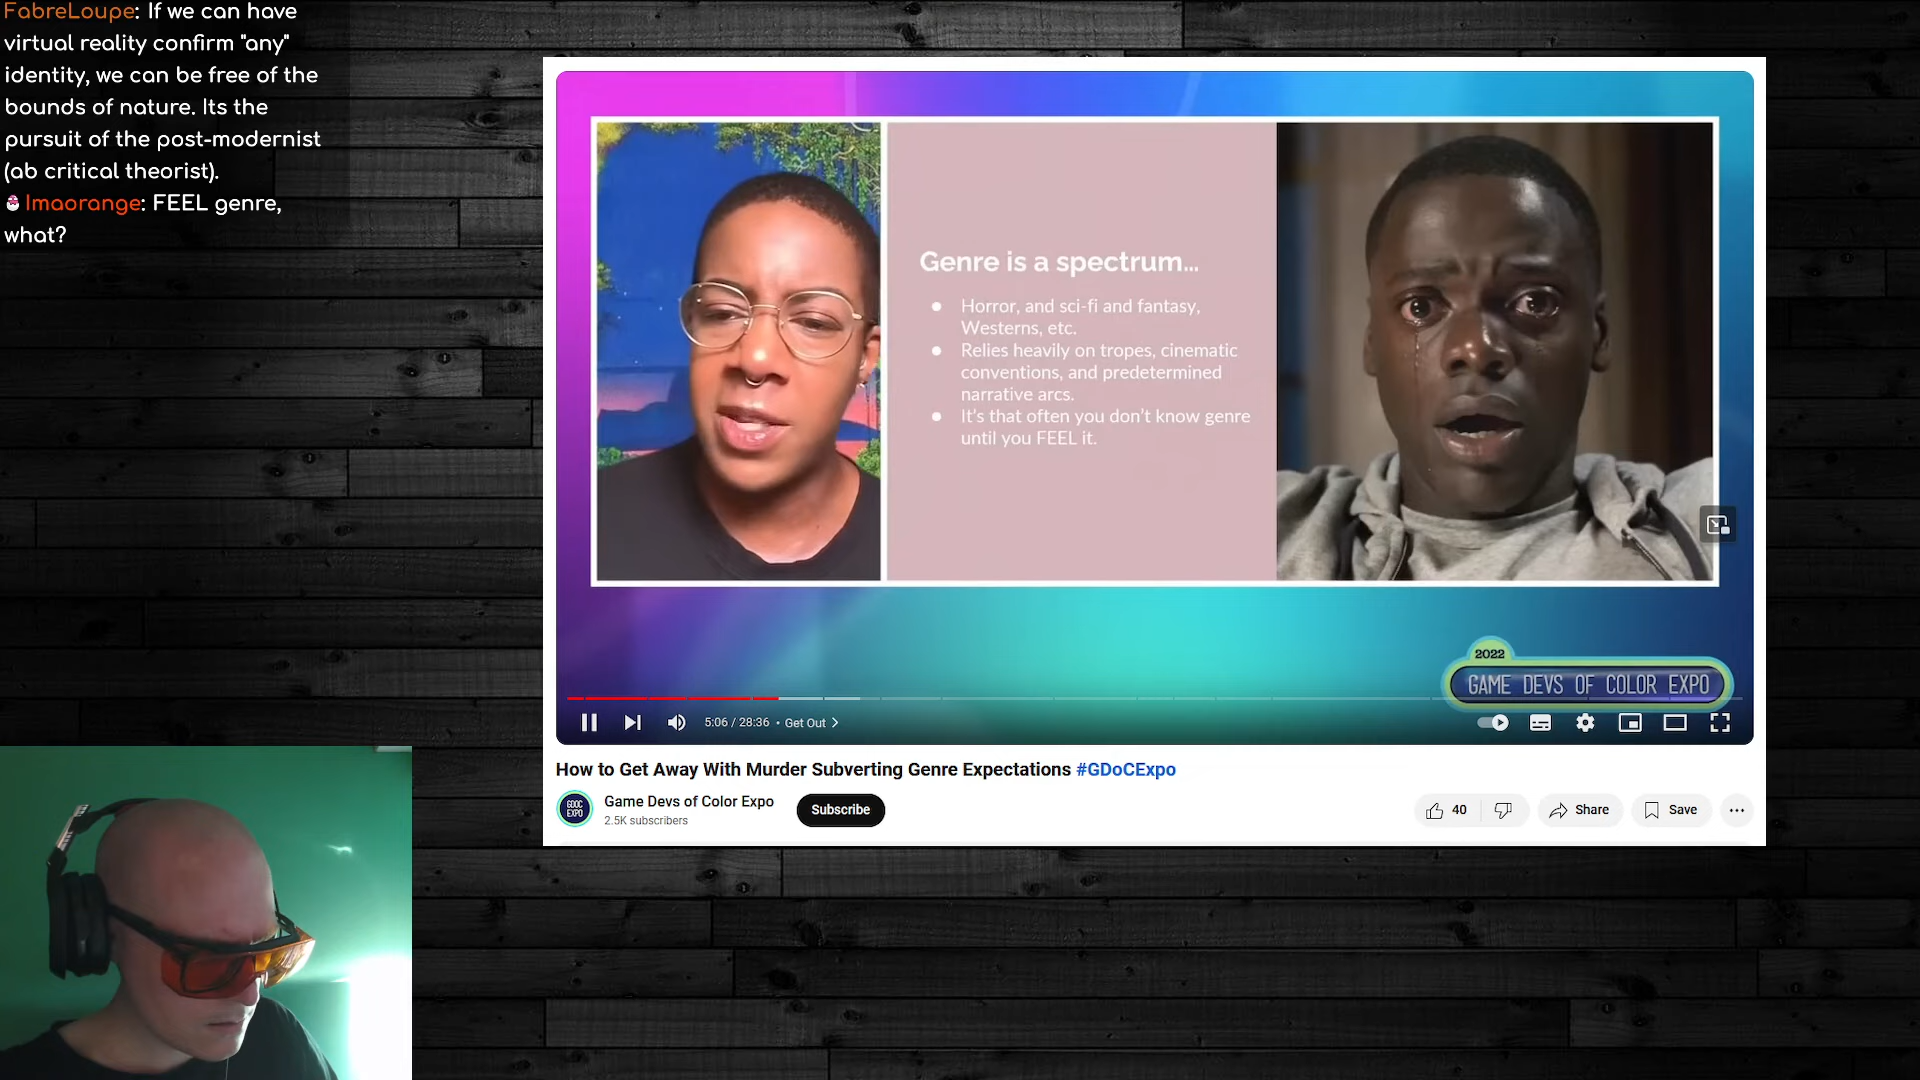 FabreLoupe: If we can have
virtual reality confirm "any"
identity, we can be free of the
bounds of nature. Its the
pursuit of the post-modernist
(ab critical theorist).
lmaorange: FEEL genre,
what?
Genre is a spectrum...
● Horror, and sci-fi and fantasy,
Westerns, etc.
● Relies heavily on tropes, cinematic
conventions, and predetermined
narrative arcs.
● It's that often you don't know genre
until you FEEL it.
2022
GAME DEVS OF COLOR EXPO
5:06 / 28:36 • Get Out
How to Get Away With Murder Subverting Genre Expectations #GDoCExpo
GDOC
EXPO
Game Devs of Color Expo
2.5K subscribers
Subscribe
40
Share
Save